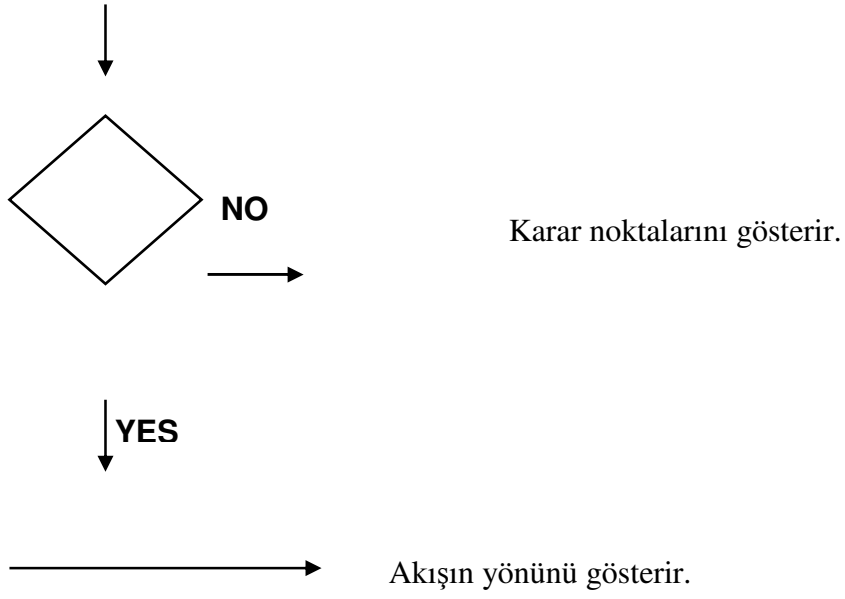 NO
Karar noktalarını gösterir.
YES
Akışın yönünü gösterir.